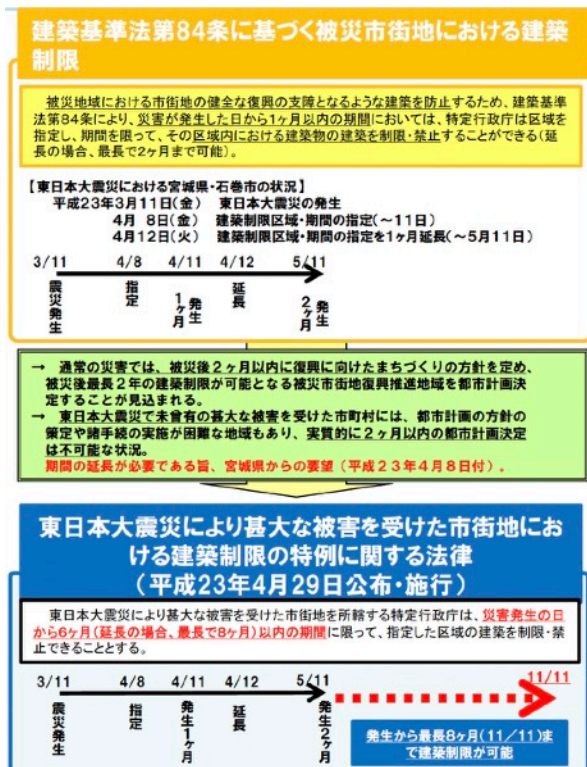 建築基準法第84条に基づく被災市街地における建築
制限
被災地域における市街地の健全な復興の支障となるような建築を防止するため、建築基準
法第84条により、災害が発生した日から1ヶ月以内の期間においては、特定行政庁は区域を
指定し、期間を限って、その区域内における建築物の建築を制限・禁止することができる(延
長の場合、最長で2ヶ月まで可能)。
【東日本大震災における宮城県・石巻市の状況】
平成23年3月11日(金) 東日本大震災の発生
4月 8日(金) 建築制限区域・期間の指定(~11日)
4月12日(火) 建築制限区域・期間の指定を1ヶ月延長(~5月11日)
3/11 4/8 4/11 4/12 5/11
震災発生 指定 発生1ヶ月 延長 発生2ヶ月
→ 通常の災害では、被災後2ヶ月以内に復興に向けたまちづくりの方針を定め、
被災後最長2年の建築制限が可能となる被災市街地復興推進地域を都市計画決
定することが見込まれる。
→ 東日本大震災で未曾有の甚大な被害を受けた市町村には、都市計画の方針の
策定や諸手続の実施が困難な地域もあり、実質的に2ヶ月以内の都市計画決定
は不可能な状況。
期間の延長が必要である旨、宮城県からの要望(平成23年4月8日付)。
東日本大震災により甚大な被害を受けた市街地にお
ける建築制限の特例に関する法律
(平成23年4月29日公布・施行)
東日本大震災により甚大な被害を受けた市街地を所轄する特定行政庁は、災害発生の日
から6ヶ月(延長の場合、最長で8ヶ月)以内の期間に限って、指定した区域の建築を制限・禁
止できることとする。
3/11 4/8 4/11 4/12 5/11 11/11
震災発生 指定 発生1ヶ月 延長 発生2ヶ月
発生から最長8ヶ月(11/11)ま
で建築制限が可能